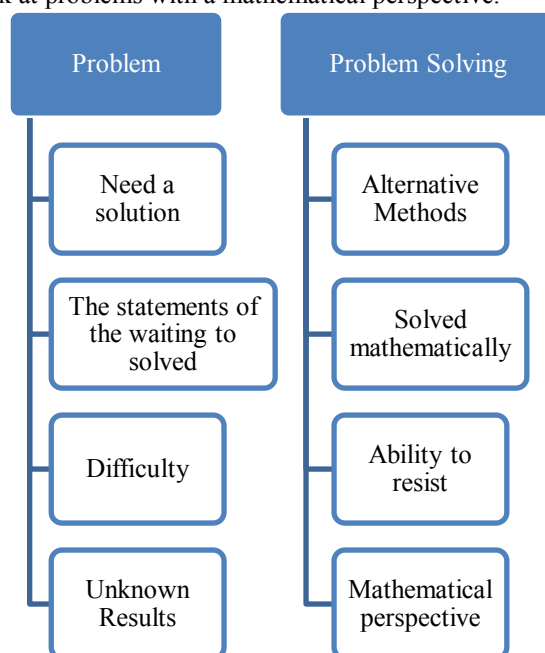 k at problems with a mathematical perspective.
Problem
Need a
solution
The statements of
the waiting to
solved
Difficulty
Unknown
Results
Problem Solving
Alternative
Methods
Solved
mathematically
Ability to
resist
Mathematical
perspective